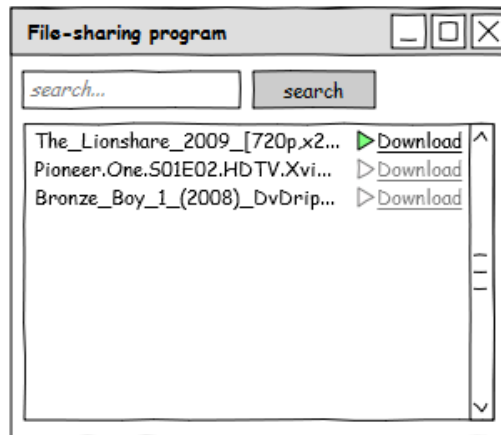 File-sharing program
search...
search
The_Lionshare_2009_[720p,x2... Download
Pioneer.One.S01E02.HDTV.Xvi... Download
Bronze_Boy_1_(2008)_DvDrip... Download